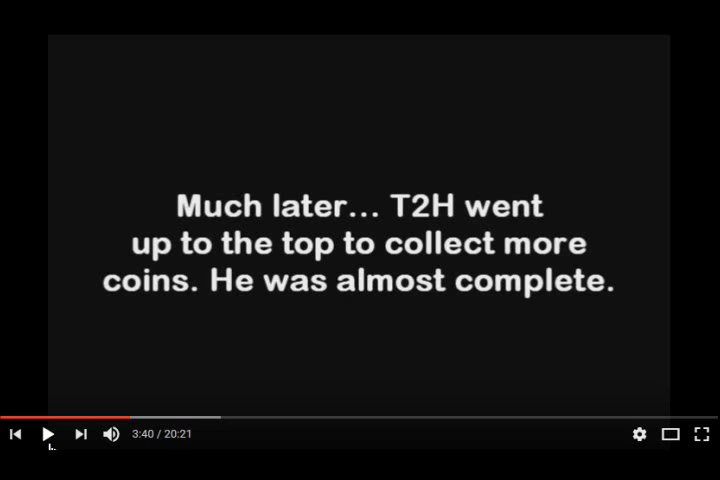 Much later... T2H went
up to the top to collect more
coins. He was almost complete.
3:40 / 20:21